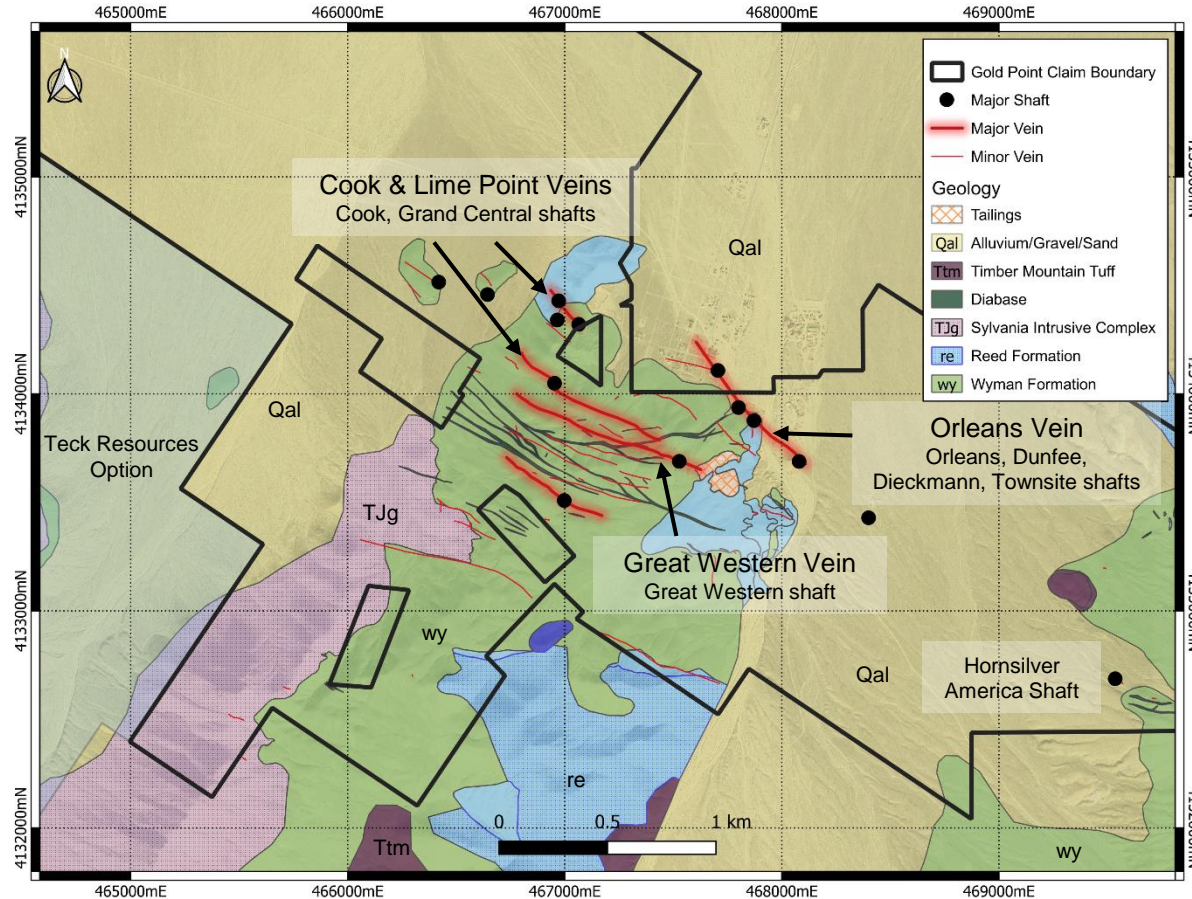 465000mE 466000mE 467000mE 468000mE 469000mE
N
Gold Point Claim Boundary
Major Shaft
Major Vein
Minor Vein
Geology
Tailings
Qal Alluvium/Gravel/Sand
Ttm Timber Mountain Tuff
Diabase
TJg Sylvania Intrusive Complex
re Reed Formation
wy Wyman Formation
4135000mN
4134000mN
4133000mN
4132000mN
Cook & Lime Point Veins
Cook, Grand Central shafts
Qal
Qal
Teck Resources
Option
Orleans Vein
Orleans, Dunfee,
Dieckmann, Townsite shafts
TJg
Great Western Vein
Great Western shaft
wy
Qal
Hornsilver
America Shaft
re
Ttm
wy
0 0.5 1 km
465000mE 466000mE 467000mE 468000mE 469000mE